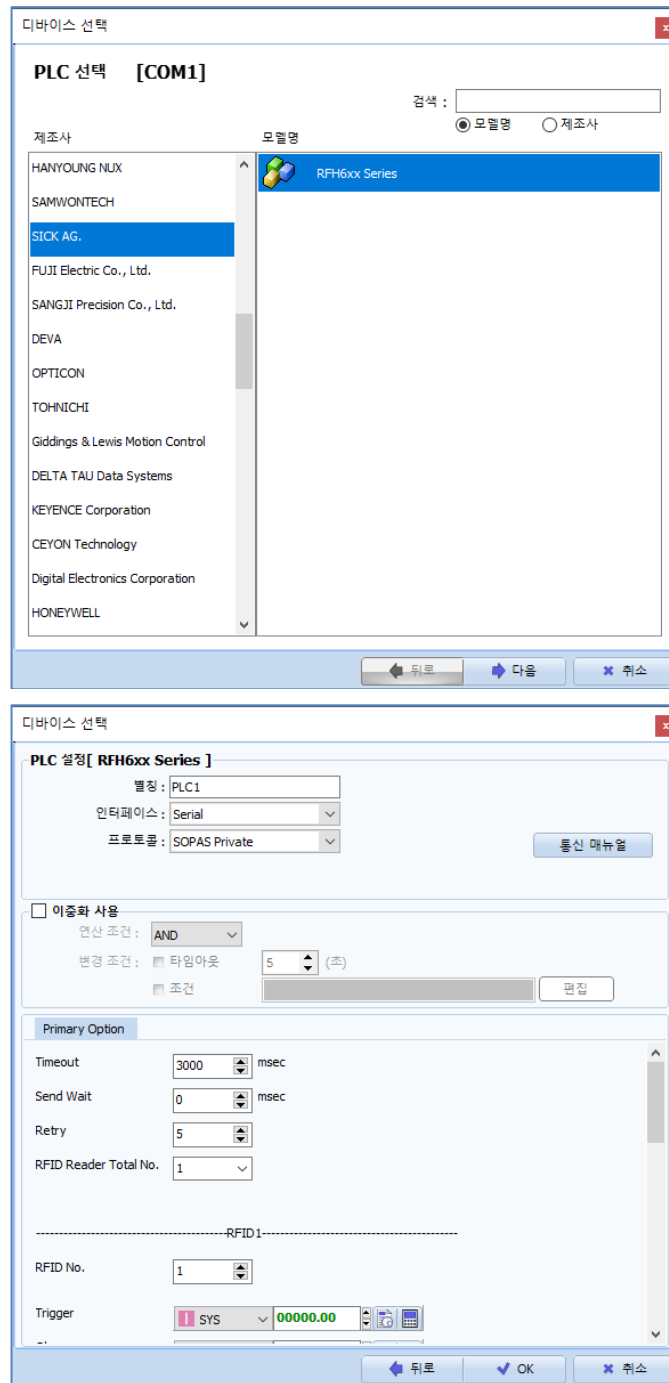 디바이스 선택
x
PLC 선택 [COM1]
검색 :
모델명 제조사
제조사 모델명
HANYOUNG NUX
SAMWONTECH
SICK AG.
FUJI Electric Co., Ltd.
SANGJI Precision Co., Ltd.
DEVA
OPTICON
TOHNICHI
Giddings & Lewis Motion Control
DELTA TAU Data Systems
KEYENCE Corporation
CEYON Technology
Digital Electronics Corporation
HONEYWELL
RFH6xx Series
뒤로 다음 취소
디바이스 선택
x
PLC 설정[ RFH6xx Series ]
별칭 : PLC1
인터페이스 : Serial
프로토콜 : SOPAS Private
통신 매뉴얼
이중화 사용
연산 조건 : AND
변경 조건 : 타임아웃 5 (초)
조건 편집
Primary Option
Timeout 3000 msec
Send Wait 0 msec
Retry 5
RFID Reader Total No. 1
------------------------------------------RFID1-------------------------------------------
RFID No. 1
Trigger I SYS 00000.00
뒤로 OK 취소